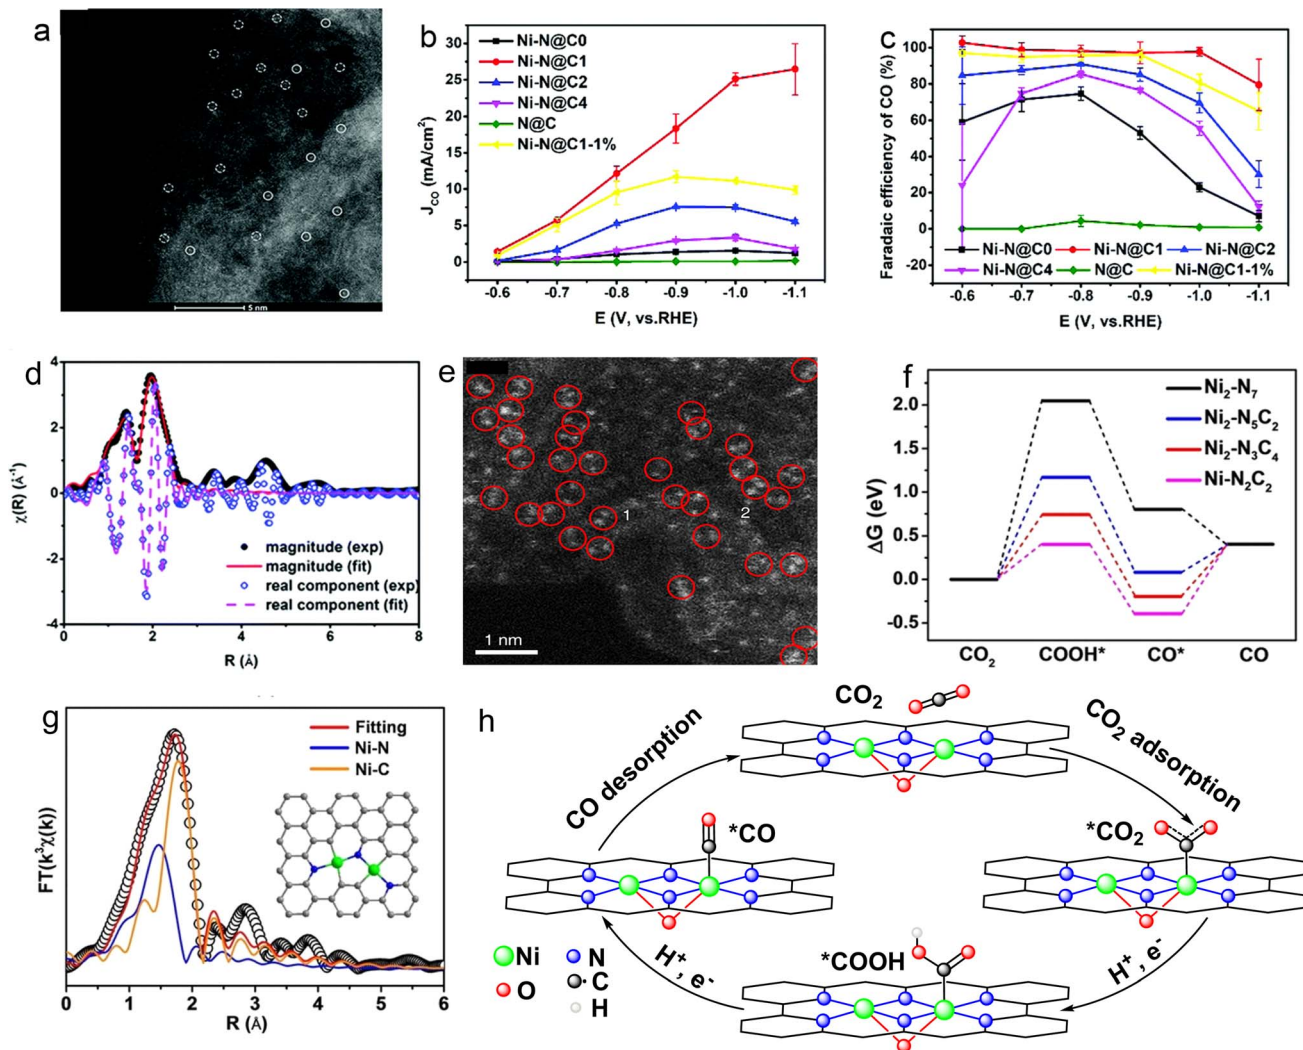 a
5 nm
b
30
25
20
15
10
5
0
J_CO (mA/cm²)
Ni-N@C0
Ni-N@C1
Ni-N@C2
Ni-N@C4
N@C
Ni-N@C1-1%
-0.6 -0.7 -0.8 -0.9 -1.0 -1.1
E (V, vs.RHE)
C
100
80
60
40
20
0
-20
Faradaic efficiency of CO (%)
Ni-N@C0 Ni-N@C1 Ni-N@C2
Ni-N@C4 N@C Ni-N@C1-1%
-0.6 -0.7 -0.8 -0.9 -1.0 -1.1
E (V, vs.RHE)
d
4
2
0
-2
-4
χ(R) (Å⁻¹)
magnitude (exp)
magnitude (fit)
real component (exp)
real component (fit)
0 2 4 6 8
R (Å)
e
1
2
1 nm
f
2.0
1.5
1.0
0.5
0.0
-0.5
ΔG (eV)
Ni₂-N₇
Ni₂-N₅C₂
Ni₂-N₃C₄
Ni-N₂C₂
CO₂ COOH* CO* CO
g
FT(k³χ(k))
Fitting
Ni-N
Ni-C
0 1 2 3 4 5 6
R (Å)
h
CO₂
CO desorption
CO₂ adsorption
*CO
*CO₂
*COOH
H⁺, e⁻
H⁺, e⁻
Ni N
O C
H